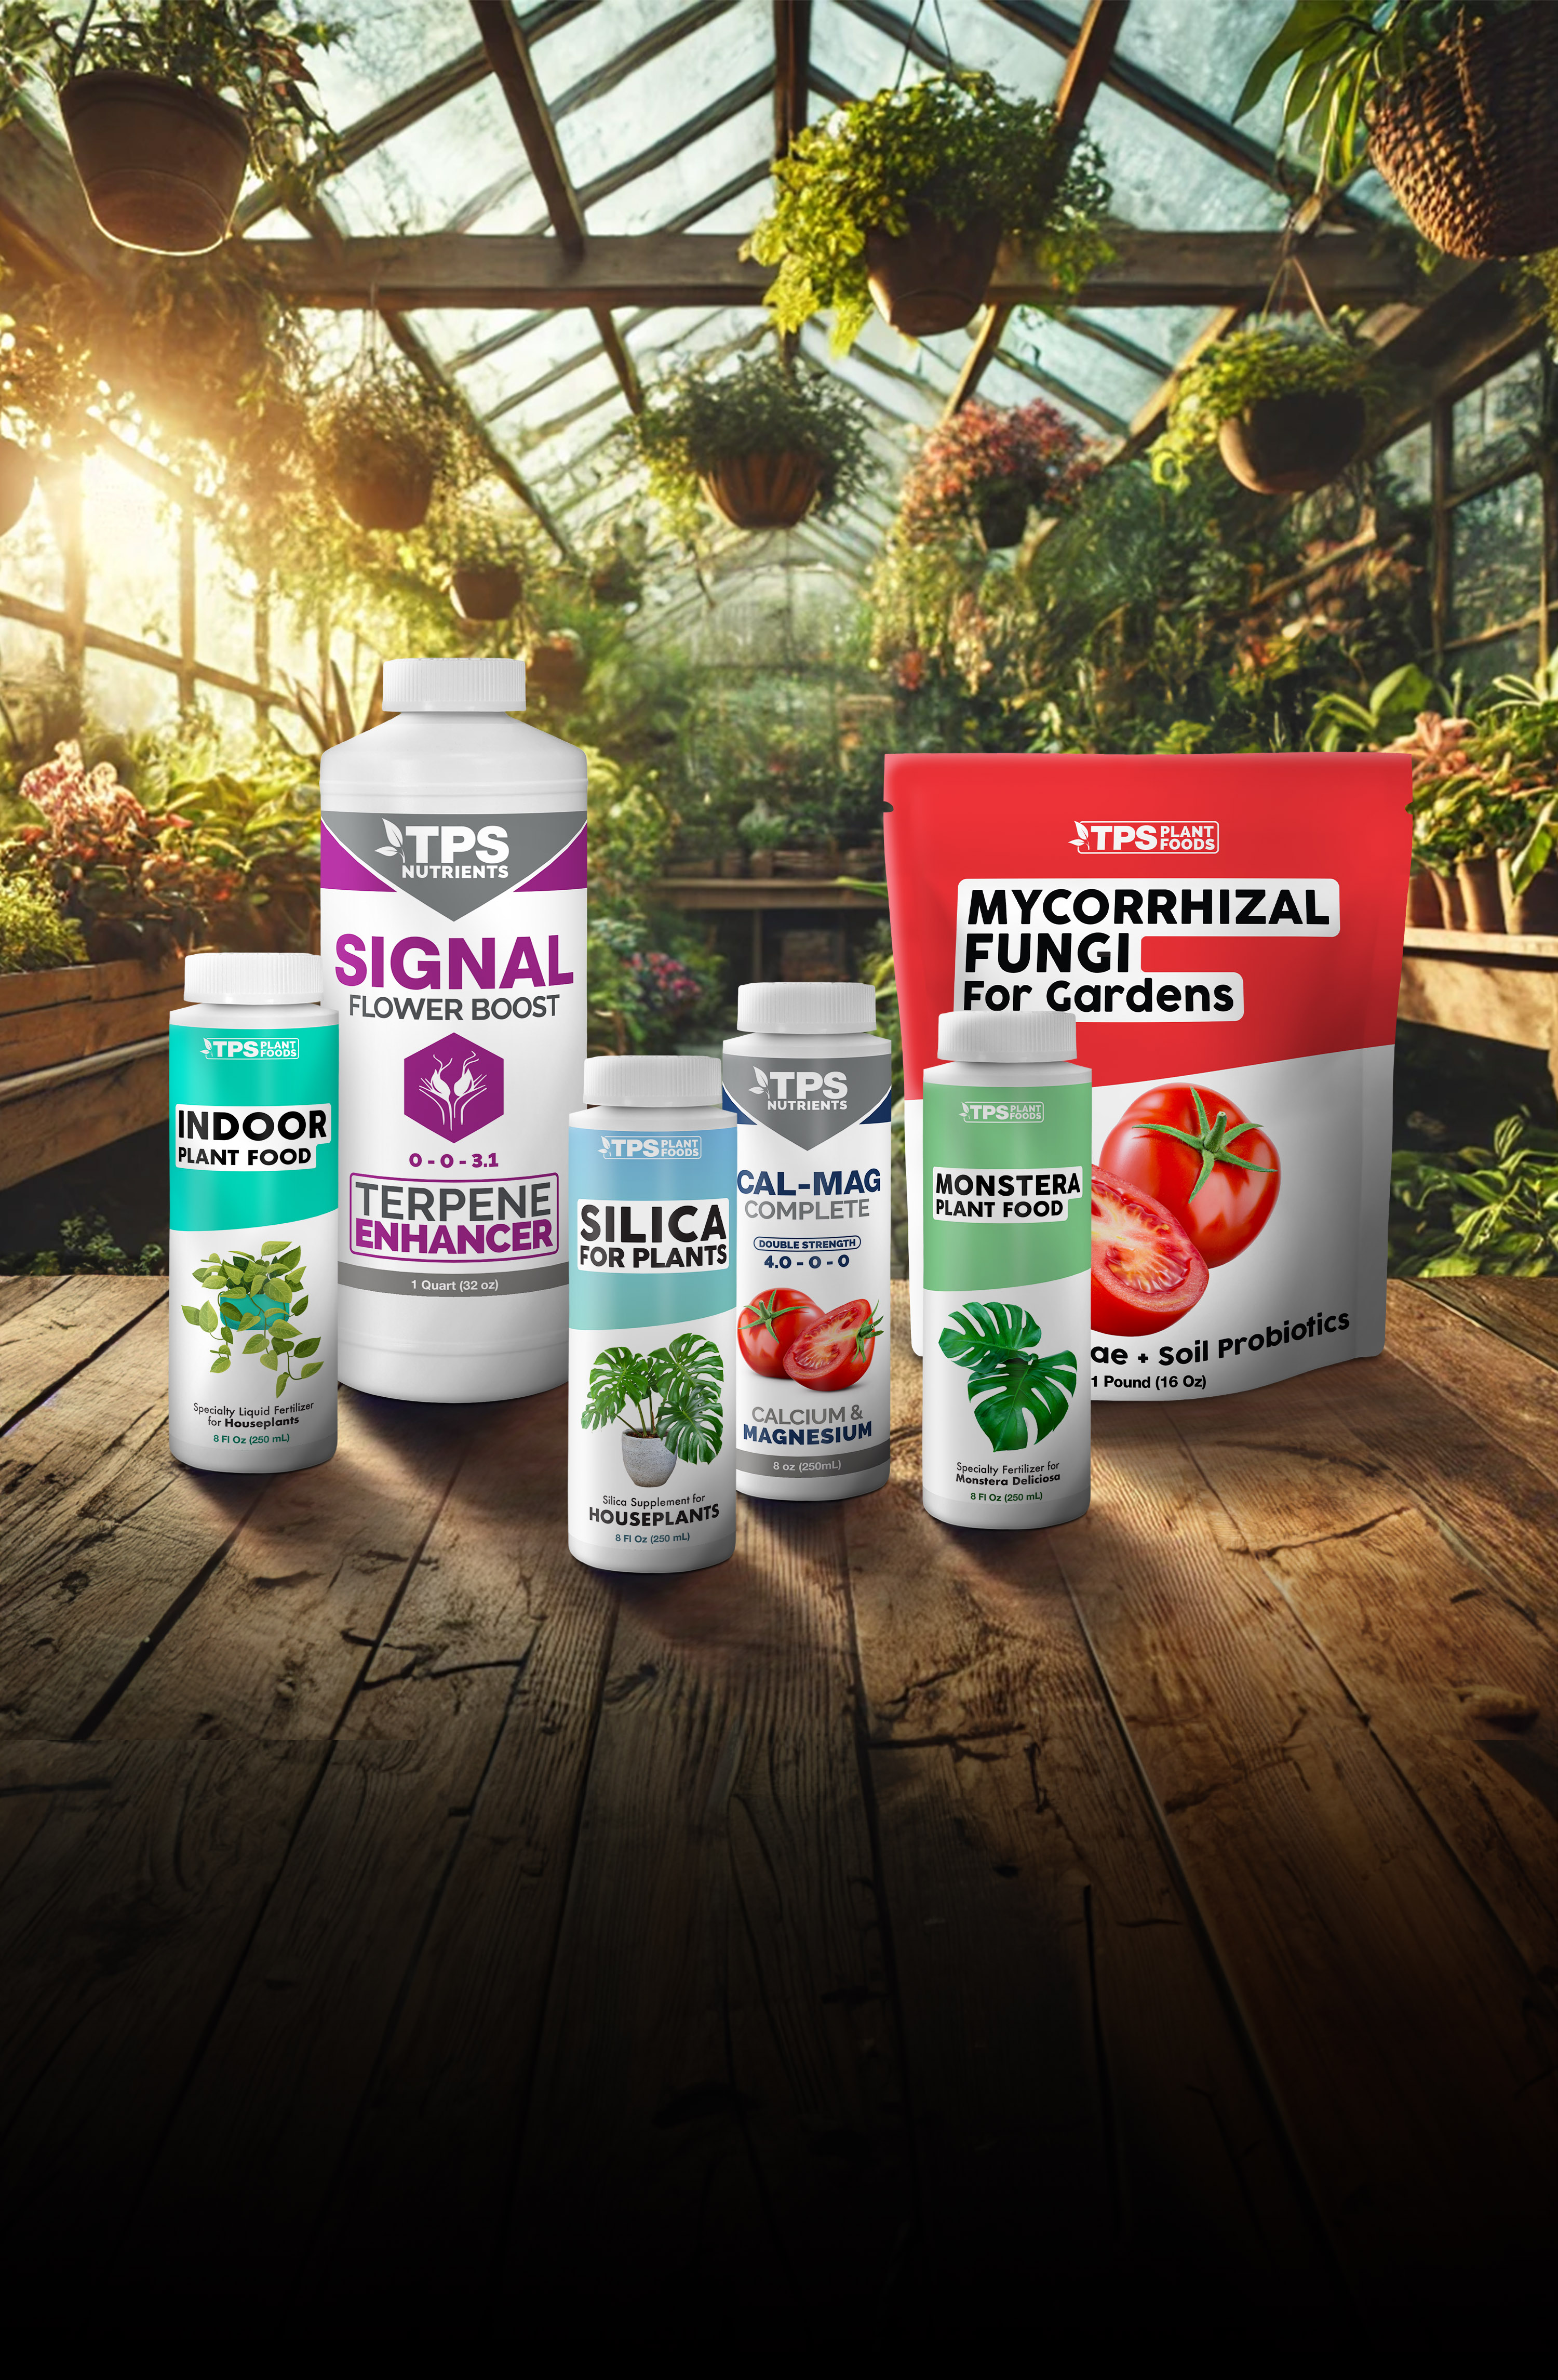 TPS PLANT FOODS
INDOOR
PLANT FOOD
Specialty Liquid Fertilizer
for Houseplants
8 Fl Oz (250 mL)
TPS
NUTRIENTS
SIGNAL
FLOWER BOOST
0 - 0 - 3.1
TERPENE
ENHANCER
1 Quart (32 oz)
TPS PLANT FOODS
SILICA
FOR PLANTS
Silica Supplement for
HOUSEPLANTS
8 Fl Oz (250 mL)
TPS
NUTRIENTS
CAL-MAG
COMPLETE
DOUBLE STRENGTH
4.0 - 0 - 0
CALCIUM &
MAGNESIUM
8 oz (250mL)
TPS PLANT FOODS
MONSTERA
PLANT FOOD
Specialty Fertilizer for
Monstera Deliciosa
8 Fl Oz (250 mL)
TPS PLANT FOODS
MYCORRHIZAL
FUNGI
For Gardens
ae + Soil Probiotics
1 Pound (16 Oz)